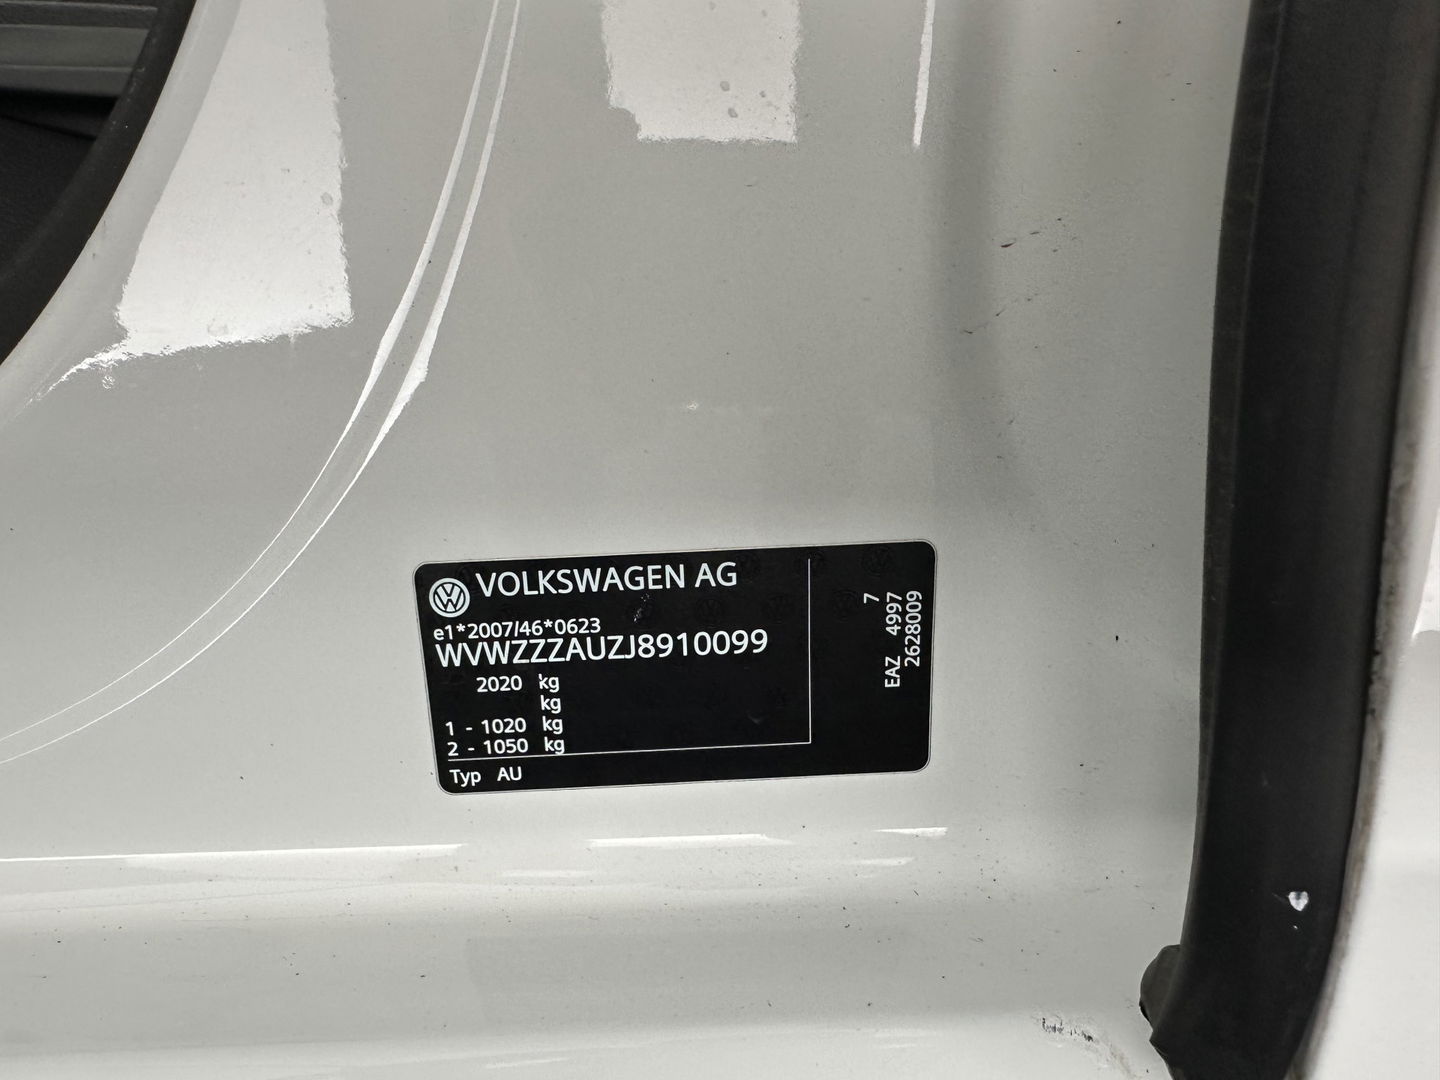 VOLKSWAGEN AG
e1*2007/46*0623
WVWZZZAUZJ8910099
2020 kg
kg
1 - 1020 kg
2 - 1050 kg
Typ AU
7
EAZ 4997
2628009